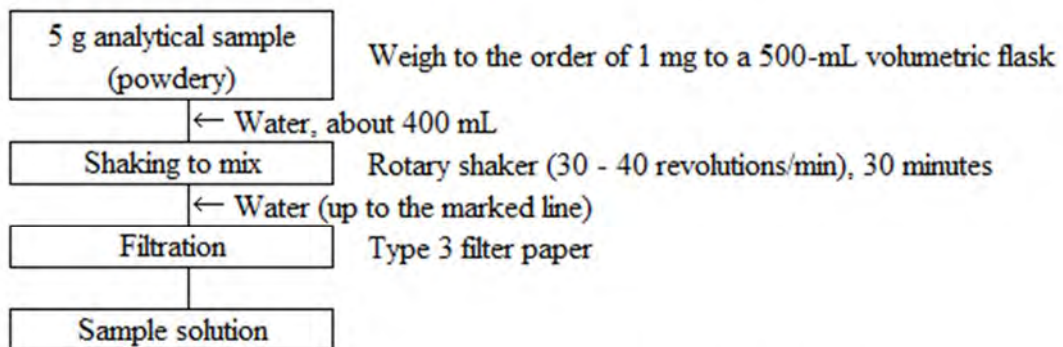 5 g analytical sample
(powdery)
Weigh to the order of 1 mg to a 500-mL volumetric flask
← Water, about 400 mL
Shaking to mix
Rotary shaker (30 - 40 revolutions/min), 30 minutes
← Water (up to the marked line)
Filtration
Type 3 filter paper
Sample solution